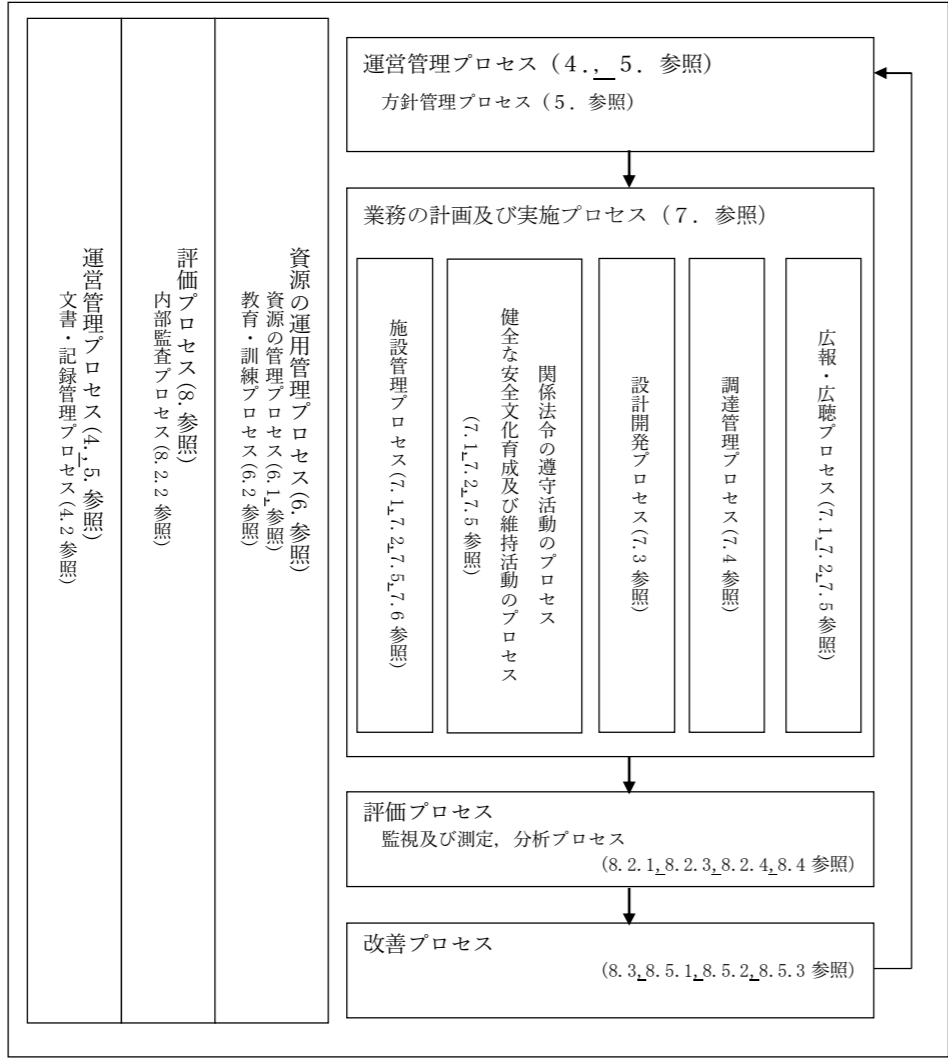 運営管理プロセス(4.,5.参照)
文書・記録管理プロセス(4.2参照)
評価プロセス(8.参照)
内部監査プロセス(8.2.2参照)
資源の運用管理プロセス(6.参照)
資源の管理プロセス(6.1,参照)
教育・訓練プロセス(6.2参照)
運営管理プロセス(4.,5.参照)
方針管理プロセス(5.参照)
業務の計画及び実施プロセス(7.参照)
施設管理プロセス(7.1,7.2,7.5,7.6参照)
関係法令の遵守活動のプロセス
健全な安全文化育成及び維持活動のプロセス
(7.1,7.2,7.5参照)
設計開発プロセス(7.3参照)
調達管理プロセス(7.4参照)
広報・広聴プロセス(7.1,7.2,7.5参照)
評価プロセス
監視及び測定,分析プロセス
(8.2.1,8.2.3,8.2.4,8.4参照)
改善プロセス
(8.3,8.5.1,8.5.2,8.5.3参照)